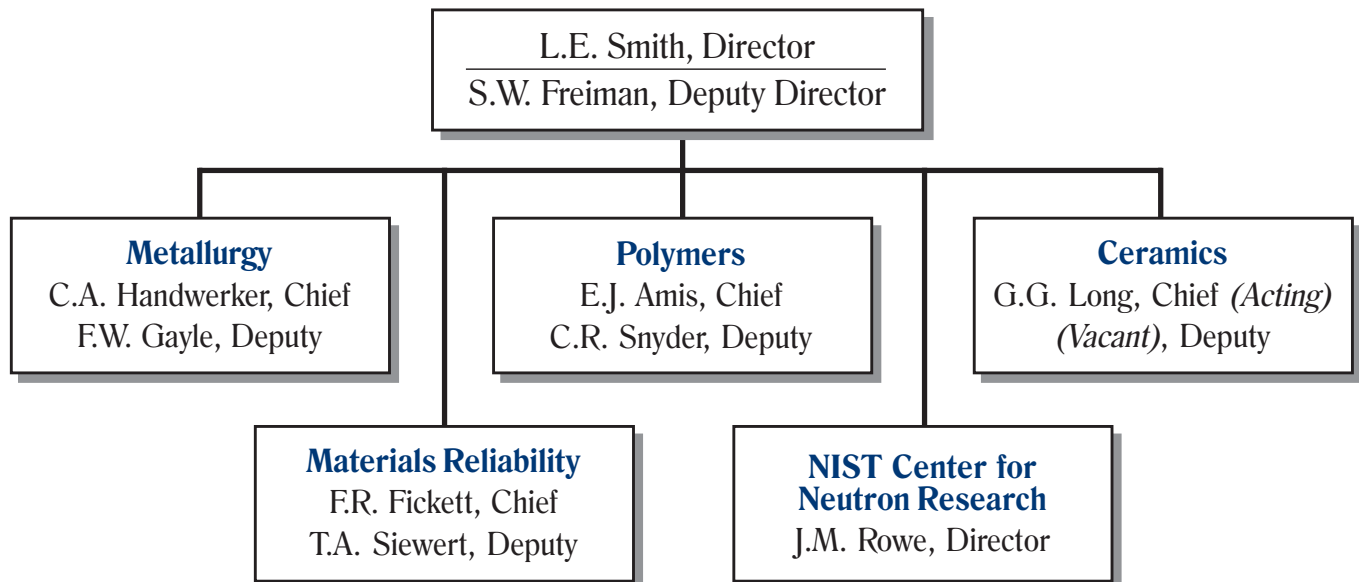 L.E. Smith, Director
S.W. Freiman, Deputy Director
Metallurgy
C.A. Handwerker, Chief
F.W. Gayle, Deputy
Polymers
E.J. Amis, Chief
C.R. Snyder, Deputy
Ceramics
G.G. Long, Chief (Acting)
(Vacant), Deputy
Materials Reliability
F.R. Fickett, Chief
T.A. Siewert, Deputy
NIST Center for
Neutron Research
J.M. Rowe, Director